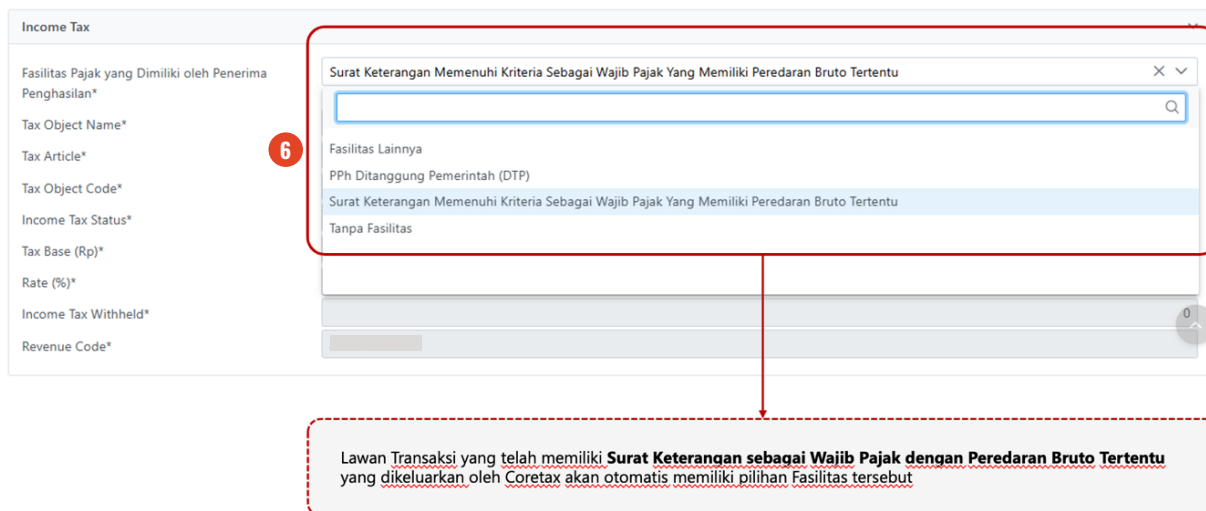 Income Tax
Fasilitas Pajak yang Dimiliki oleh Penerima
Penghasilan*
Surat Keterangan Memenuhi Kriteria Sebagai Wajib Pajak Yang Memiliki Peredaran Bruto Tertentu
Tax Object Name*
Tax Article*
Tax Object Code*
Income Tax Status*
Tax Base (Rp)*
Rate (%)*
Income Tax Withheld*
Revenue Code*
6
Fasilitas Lainnya
PPh Ditanggung Pemerintah (DTP)
Surat Keterangan Memenuhi Kriteria Sebagai Wajib Pajak Yang Memiliki Peredaran Bruto Tertentu
Tanpa Fasilitas
0
Lawan Transaksi yang telah memiliki Surat Keterangan sebagai Wajib Pajak dengan Peredaran Bruto Tertentu
yang dikeluarkan oleh Coretax akan otomatis memiliki pilihan Fasilitas tersebut